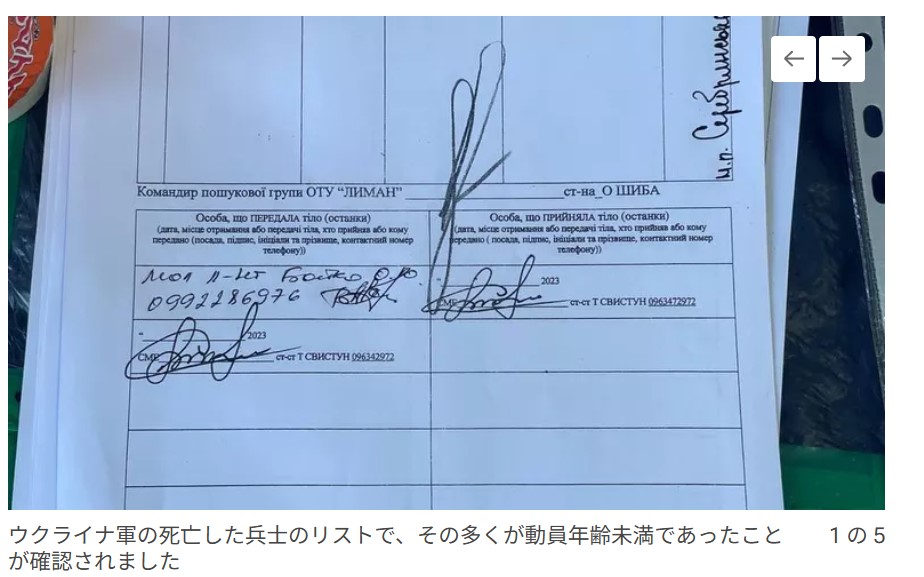 н.п. Серебрянське
Командир пошукової групи ОТУ “ЛИМАН” ____________ ст-на_О ШИБА
Особа, що ПЕРЕДАЛА тіло (останки)
(дата, місце отримання або передачі тіла, хто прийняв або кому
передано (посада, підпис, ініціали та прізвище, контактний номер
телефону))
Особа, що ПРИЙНЯЛА тіло (останки)
(дата, місце отримання або передачі тіла, хто прийняв або кому
передано ( посада, підпис, ініціали та прізвище, контактний номер
телефону))
мол л-нт Бойко
0992286976
2023
СМЕ ст-ст Т СВИСТУН 0963472972
2023
СМЕ ст-ст Т СВИСТУН 096342972
ウクライナ軍の死亡した兵士のリストで、その多くが動員年齢未満であったこと
が確認されました
1 の 5